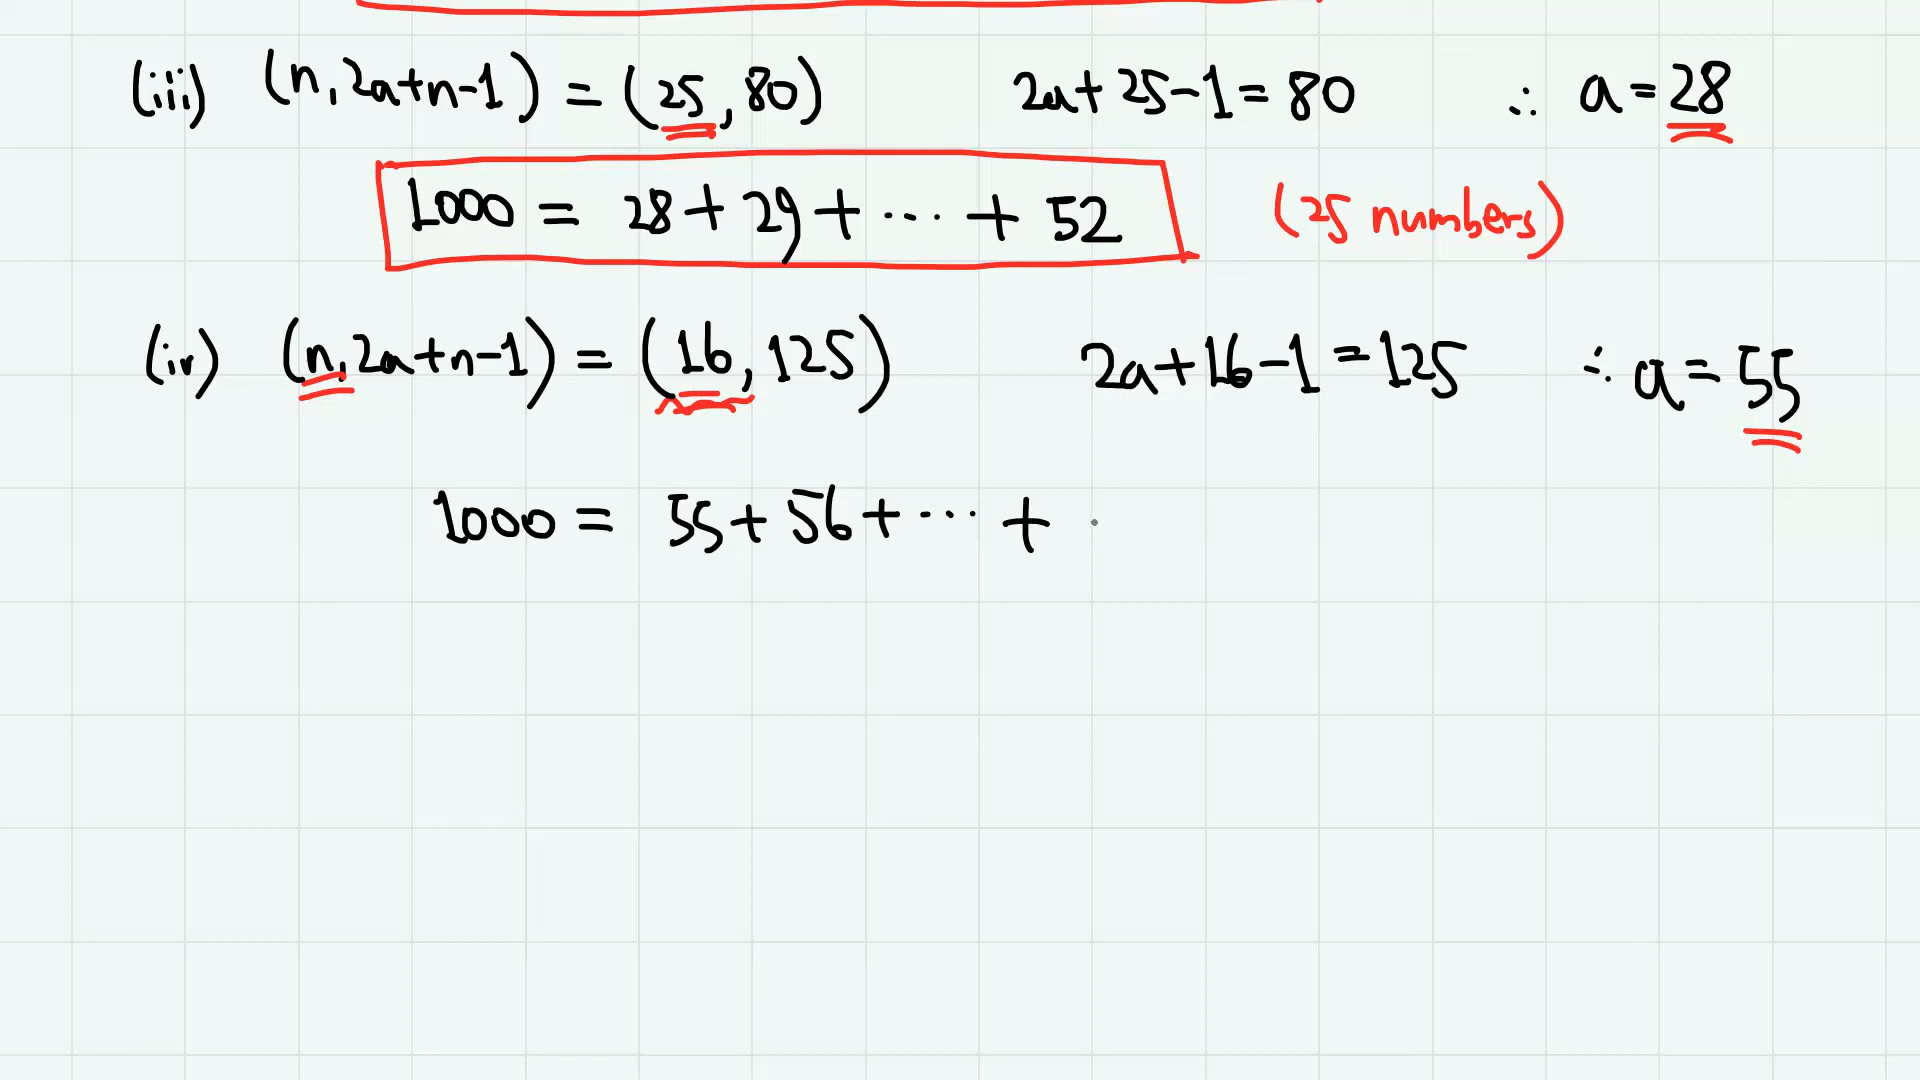 (iii) (n, 2a+n-1) = (25, 80) 2a+25-1=80 ∴ a=28
1000 = 28+29+⋯+52 (25 numbers)
(iv) (n, 2a+n-1) = (16, 125) 2a+16-1=125 ∴ a=55
1000 = 55+56+⋯+